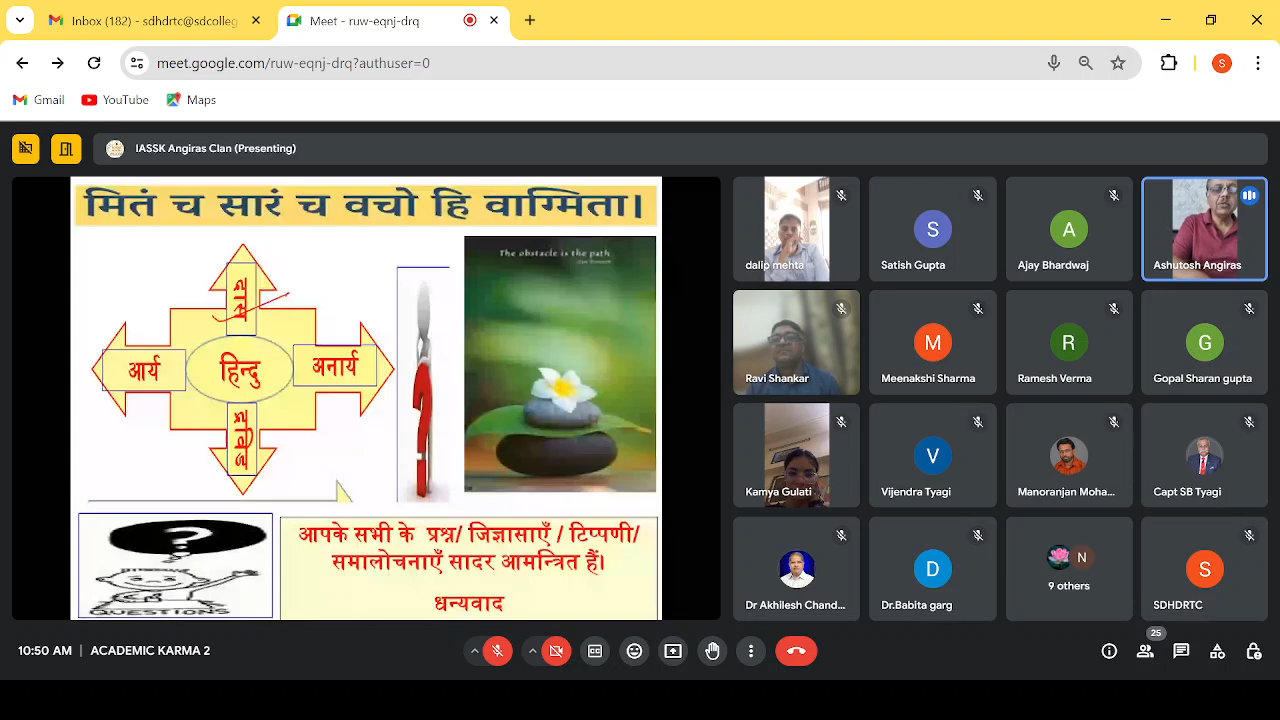 Inbox (182) - sdhdrtc@sdcolleg
Meet - ruw-eqnj-drq
meet.google.com/ruw-eqnj-drq?authuser=0
Gmail
YouTube
Maps
S
IASSK Angiras Clan (Presenting)
मितं च सारं च वचो हि वाग्मिता।
The obstacle is the path
दास
आर्य
हिन्दु
अनार्य
द्रविड
?
आपके सभी के प्रश्न/ जिज्ञासाएँ / टिप्पणी/
समालोचनाएँ सादर आमन्त्रित हैं।
धन्यवाद
QUESTIONS
dalip mehta
S
Satish Gupta
A
Ajay Bhardwaj
Ashutosh Angiras
Ravi Shankar
M
Meenakshi Sharma
R
Ramesh Verma
G
Gopal Sharan gupta
Kamya Gulati
V
Vijendra Tyagi
Manoranjan Moha...
Capt SB Tyagi
Dr Akhilesh Chand...
D
Dr.Babita garg
N
9 others
S
SDHDRTC
10:50 AM | ACADEMIC KARMA 2
25